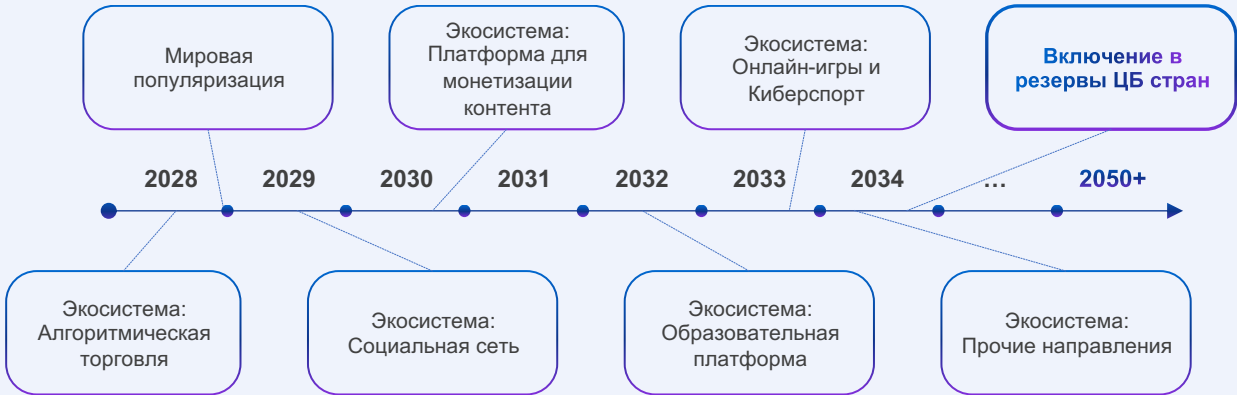 Мировая
популяризация
Экосистема:
Платформа для
монетизации
контента
Экосистема:
Онлайн-игры и
Киберспорт
Включение в
резервы ЦБ стран
2028
2029
2030
2031
2032
2033
2034
...
2050+
Экосистема:
Алгоритмическая
торговля
Экосистема:
Социальная сеть
Экосистема:
Образовательная
платформа
Экосистема:
Прочие направления